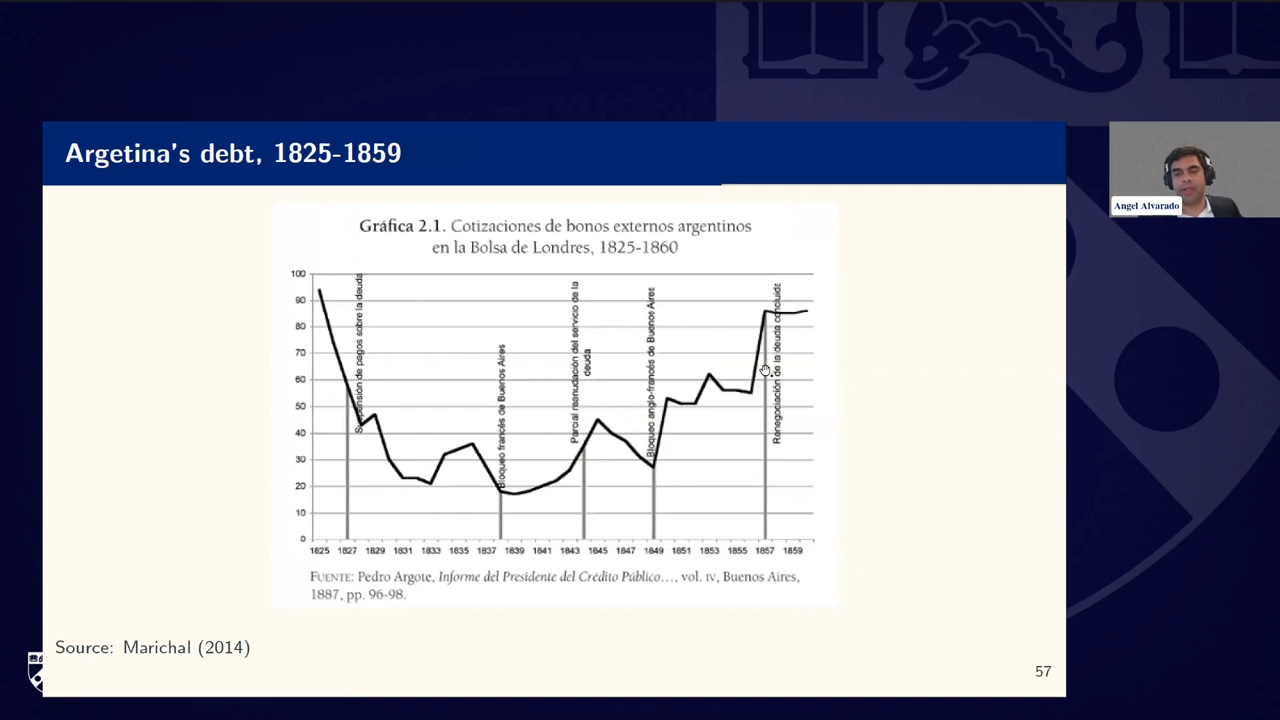 Argetina's debt, 1825-1859
Angel Alvarado
Gráfica 2.1. Cotizaciones de bonos externos argentinos
en la Bolsa de Londres, 1825-1860
100
90
80
70
60
50
40
30
20
10
0
Suspensión de pagos sobre la deuda
Bloqueo francés de Buenos Aires
Parcial reanudación del servicio de la
deuda
Bloqueo anglo-francés de Buenos Aires
Renegociación de la deuda concluida
1825 1827 1829 1831 1833 1835 1837 1839 1841 1843 1845 1847 1849 1851 1853 1855 1857 1859
FUENTE: Pedro Argote, Informe del Presidente del Crédito Público..., vol. IV, Buenos Aires,
1887, pp. 96-98.
Source: Marichal (2014)
57